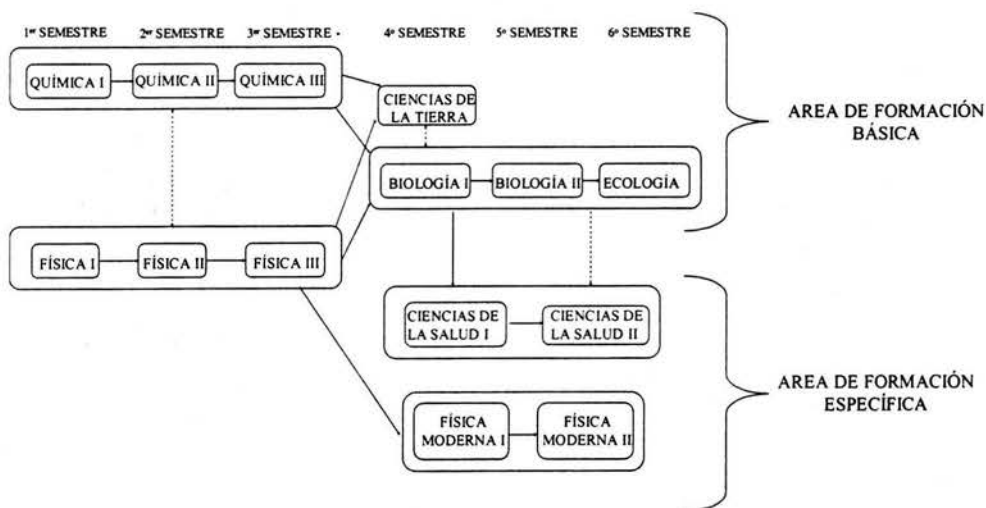 1er SEMESTRE 2er SEMESTRE 3er SEMESTRE . 4º SEMESTRE 5º SEMESTRE 6º SEMESTRE
QUÍMICA I QUÍMICA II QUÍMICA III
CIENCIAS DE
LA TIERRA
AREA DE FORMACIÓN
BÁSICA
BIOLOGÍA I BIOLOGÍA II ECOLOGÍA
FÍSICA I FÍSICA II FÍSICA III
CIENCIAS DE
LA SALUD I
CIENCIAS DE
LA SALUD II
AREA DE FORMACIÓN
ESPECÍFICA
FÍSICA
MODERNA I
FÍSICA
MODERNA II